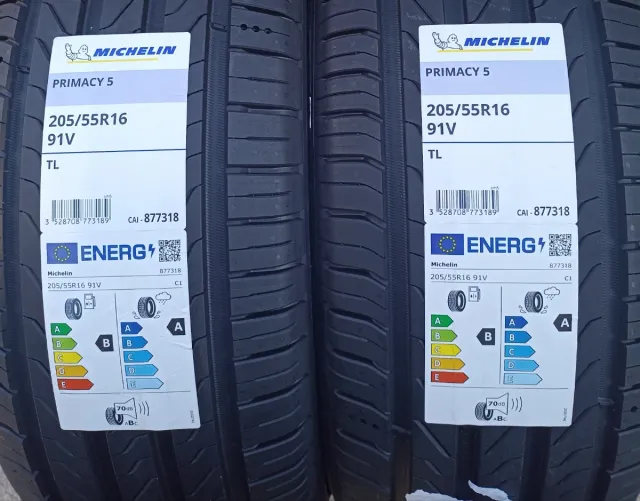 MICHELIN
PRIMACY 5
205/55R16
91V
TL
3 528708 773189
CAI - 877318
ENERG
Michelin 877318
205/55R16 91V C1
A A A
B B B
C C
D D
E E
70dB
ABC
MICHELIN
PRIMACY 5
205/55R16
91V
TL
3 528708 773189
CAI - 877318
ENERG
Michelin 877318
205/55R16 91V C1
A A A
B B B
C C
D D
E E
70dB
ABC